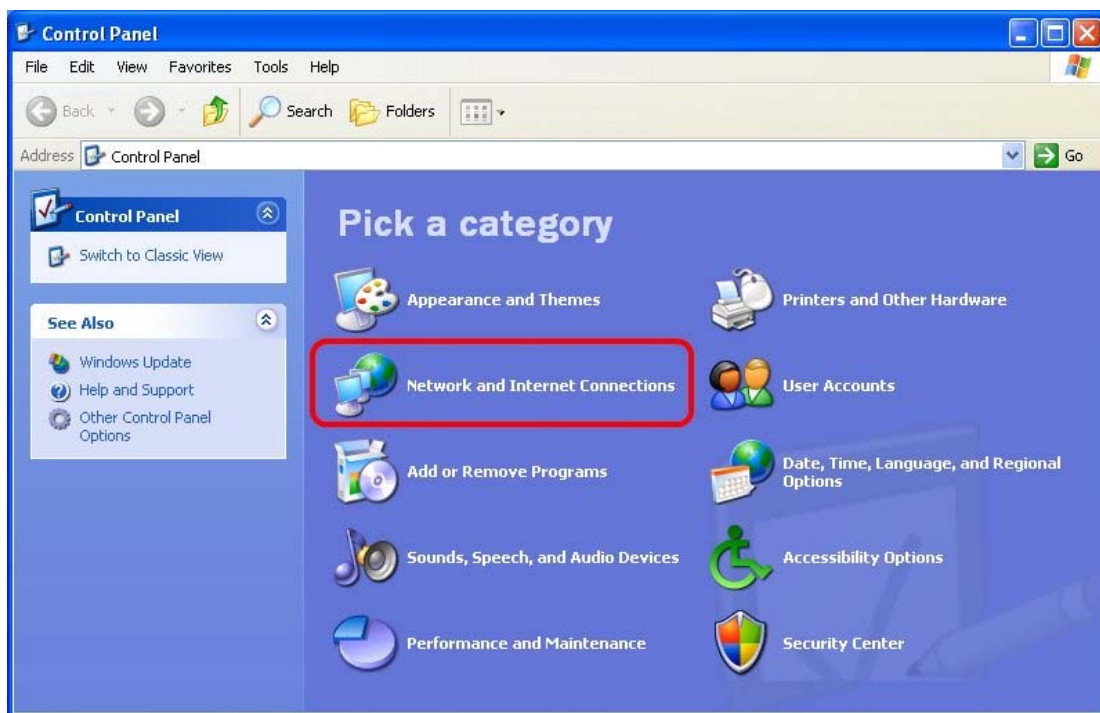 Control Panel
File Edit View Favorites Tools Help
Back Search Folders
Address Control Panel Go
Control Panel
Switch to Classic View
See Also
Windows Update
Help and Support
Other Control Panel
Options
Pick a category
Appearance and Themes
Printers and Other Hardware
Network and Internet Connections
User Accounts
Add or Remove Programs
Date, Time, Language, and Regional
Options
Sounds, Speech, and Audio Devices
Accessibility Options
Performance and Maintenance
Security Center